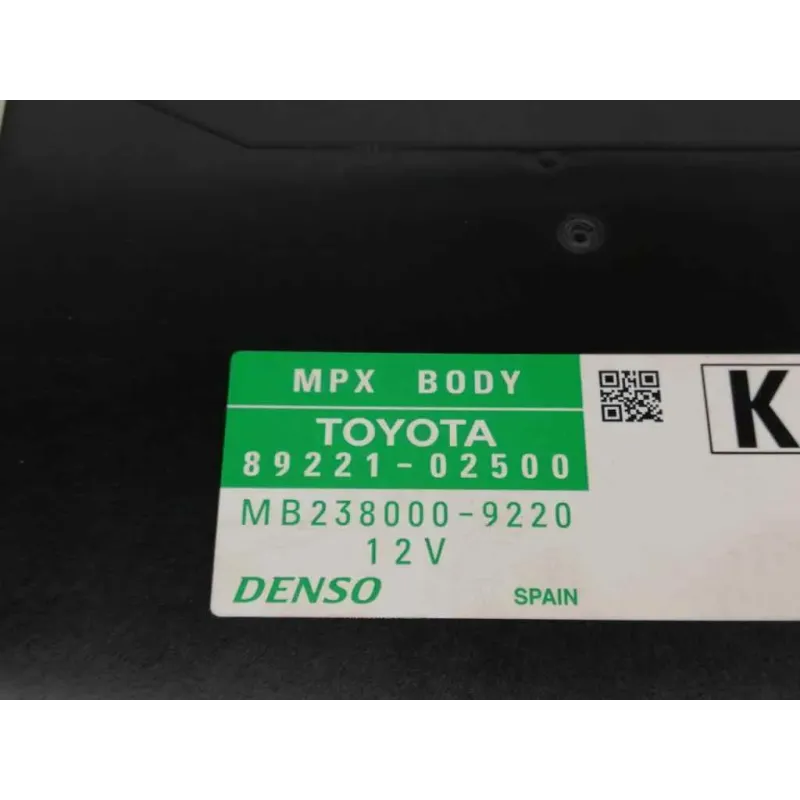 MPX BODY
TOYOTA
89221-02500
MB238000-9220
12V
DENSO SPAIN
K